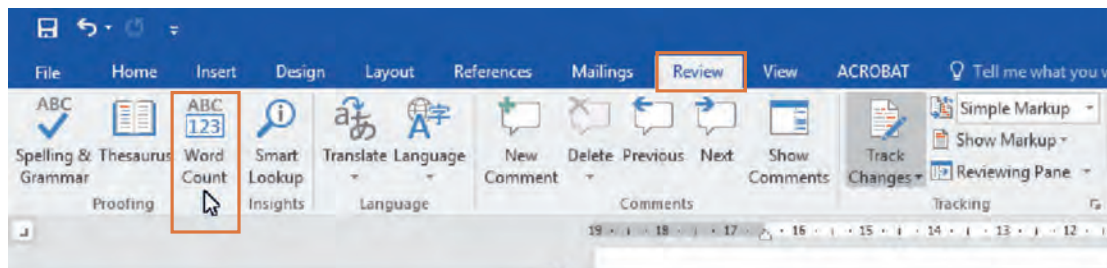 File Home Insert Design Layout References Mailings Review View ACROBAT Tell me what you
ABC ABC
123
a あ A 字
Spelling & Grammar
Thesaurus
Word Count
Smart Lookup
Translate
Language
New Comment
Delete
Previous
Next
Show Comments
Track Changes
Simple Markup
Show Markup
Reviewing Pane
Proofing Insights Language Comments Tracking
19 18 17 16 15 14 13 12